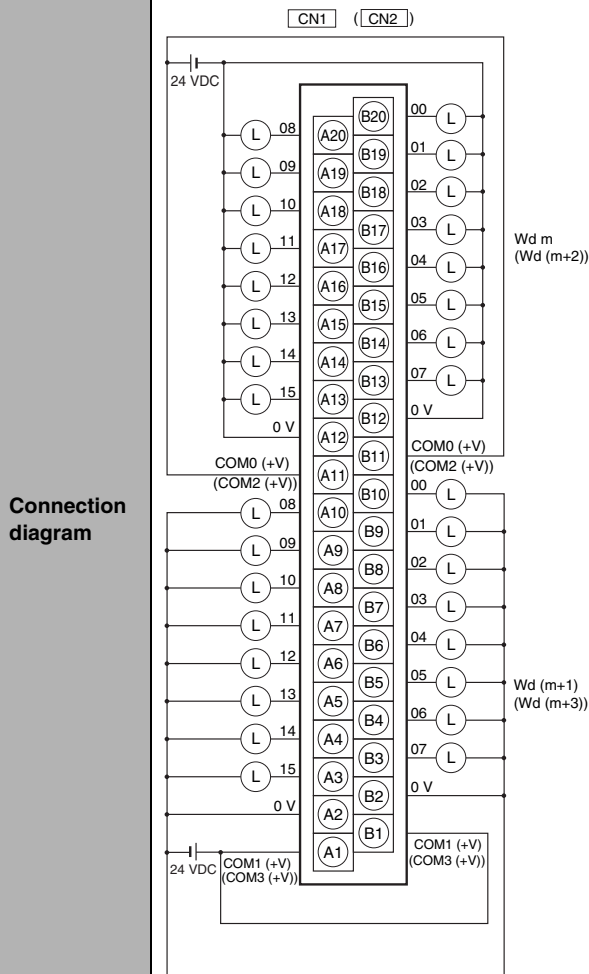 CN1 (CN2)
24 VDC
08 A20 B20 00 L
L 09 A19 B19 01 L
L 10 A18 B18 02 L
L 11 A17 B17 03 L
L 12 A16 B16 04 L
L 13 A15 B15 05 L
L 14 A14 B14 06 L
L 15 A13 B13 07 L
L
0 V A12 B12 0 V
Wd m
(Wd (m+2))
COM0 (+V) A11 B11 COM0 (+V)
(COM2 (+V)) (COM2 (+V))
Connection
diagram
L 08 A10 B10 00 L
L 09 A9 B9 01 L
L 10 A8 B8 02 L
L 11 A7 B7 03 L
L 12 A6 B6 04 L
L 13 A5 B5 05 L
L 14 A4 B4 06 L
L 15 A3 B3 07 L
0 V A2 B2 0 V
Wd (m+1)
(Wd (m+3))
24 VDC
COM1 (+V) A1 B1 COM1 (+V)
(COM3 (+V)) (COM3 (+V))